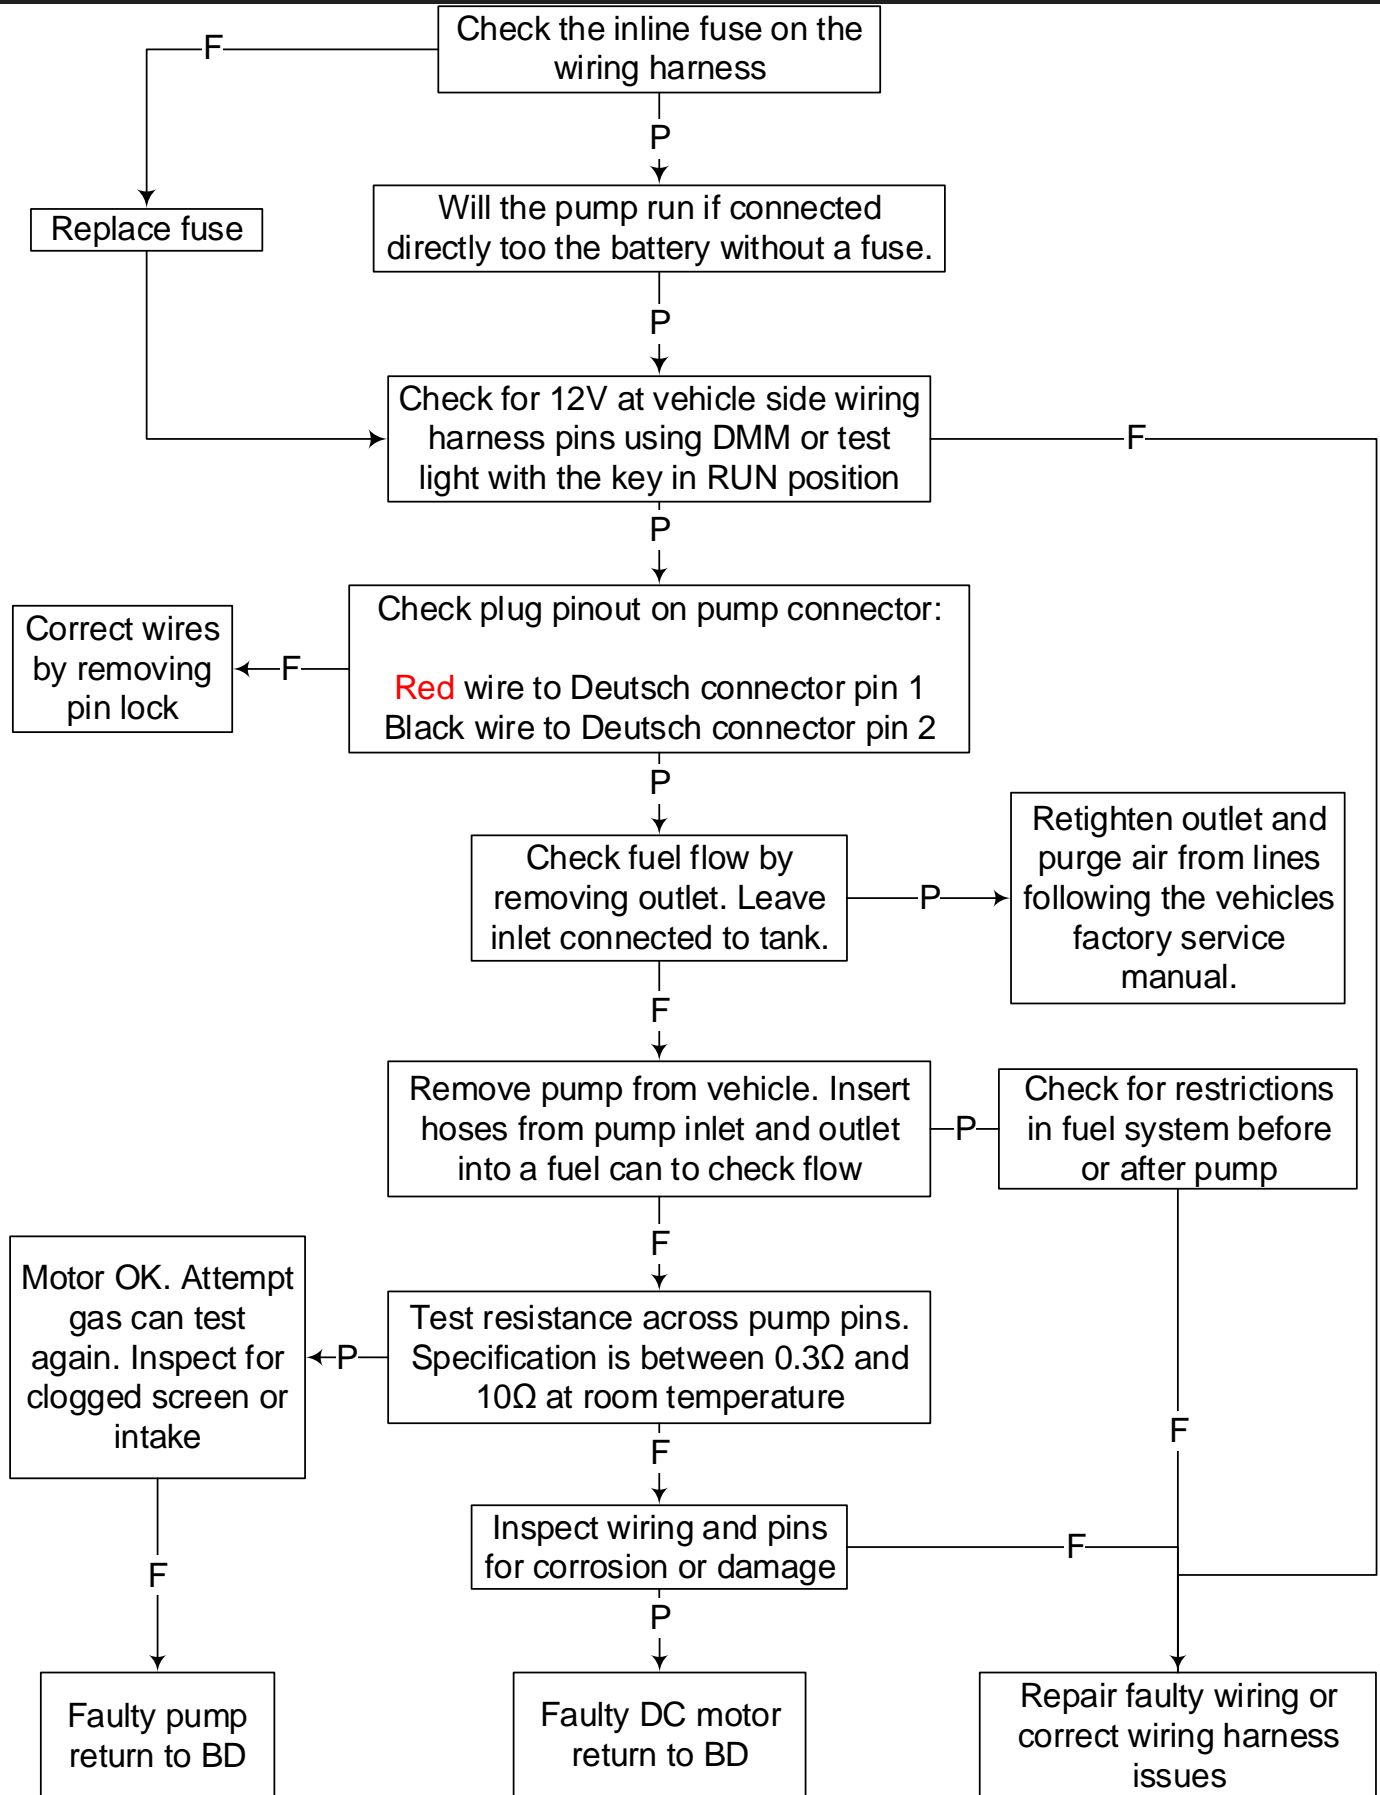 Check the inline fuse on the
wiring harness
F
P
Replace fuse
Will the pump run if connected
directly too the battery without a fuse.
P
Check for 12V at vehicle side wiring
harness pins using DMM or test
light with the key in RUN position
F
P
Check plug pinout on pump connector:
Red wire to Deutsch connector pin 1
Black wire to Deutsch connector pin 2
F
Correct wires
by removing
pin lock
P
Check fuel flow by
removing outlet. Leave
inlet connected to tank.
P
Retighten outlet and
purge air from lines
following the vehicles
factory service
manual.
F
Remove pump from vehicle. Insert
hoses from pump inlet and outlet
into a fuel can to check flow
P
Check for restrictions
in fuel system before
or after pump
F
F
Test resistance across pump pins.
Specification is between 0.3Ω and
10Ω at room temperature
P
Motor OK. Attempt
gas can test
again. Inspect for
clogged screen or
intake
F
F
Inspect wiring and pins
for corrosion or damage
F
P
Faulty pump
return to BD
Faulty DC motor
return to BD
Repair faulty wiring or
correct wiring harness
issues